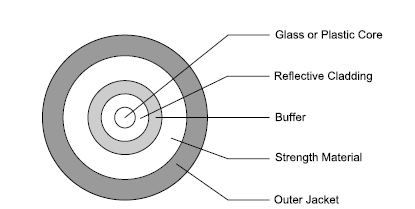 Glass or Plastic Core
Reflective Cladding
Buffer
Strength Material
Outer Jacket